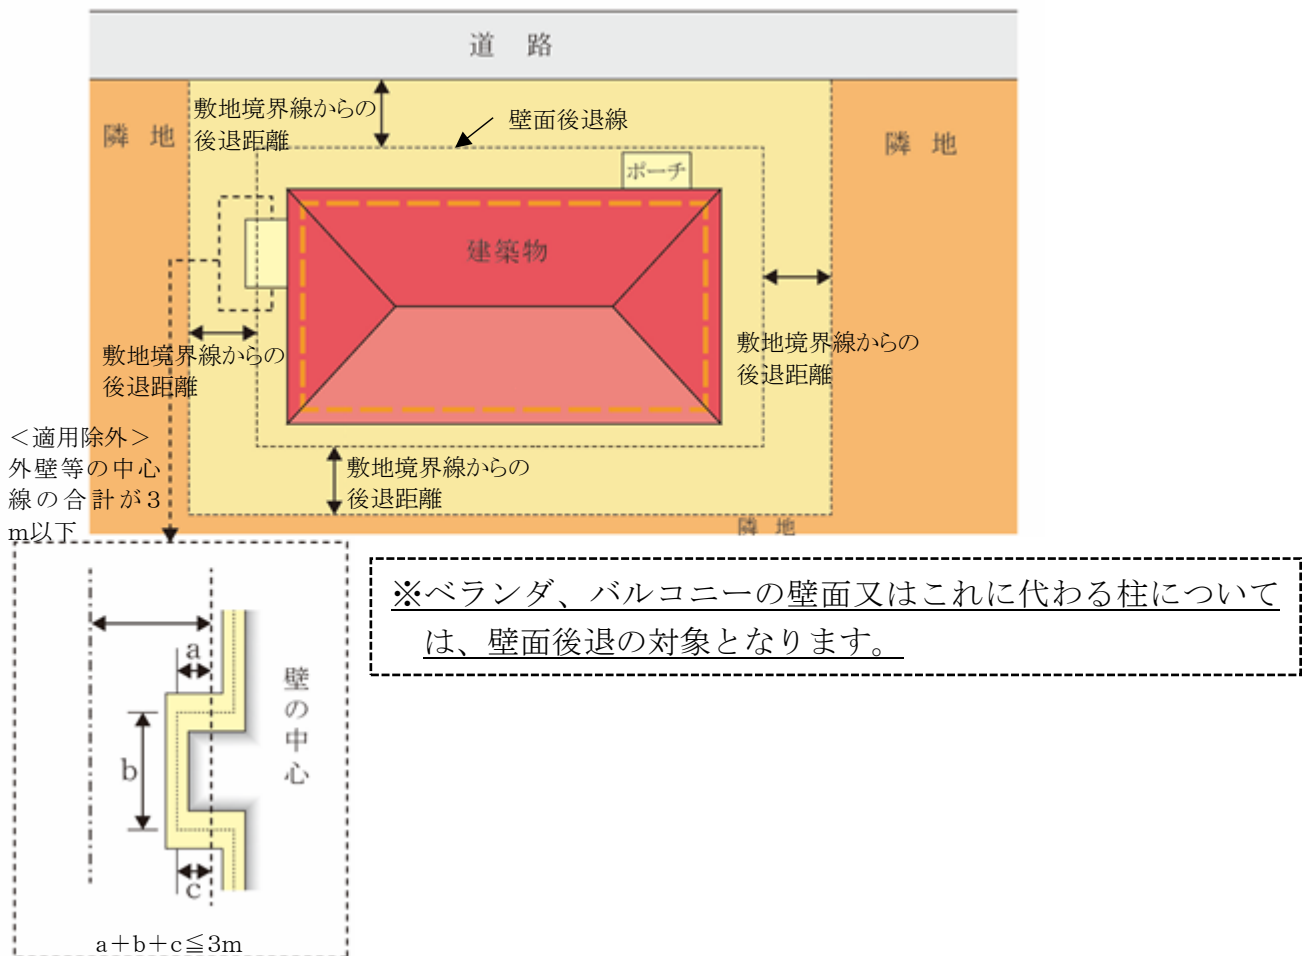 道 路
敷地境界線からの
後退距離
壁面後退線
隣 地
隣 地
ポーチ
建築物
敷地境界線からの
後退距離
敷地境界線からの
後退距離
＜適用除外＞
外壁等の中心
線の合計が３
m以下
敷地境界線からの
後退距離
隣 地
※ベランダ、バルコニーの壁面又はこれに代わる柱について
は、壁面後退の対象となります。
a
壁の中心
b
c
a＋b＋c≦3m